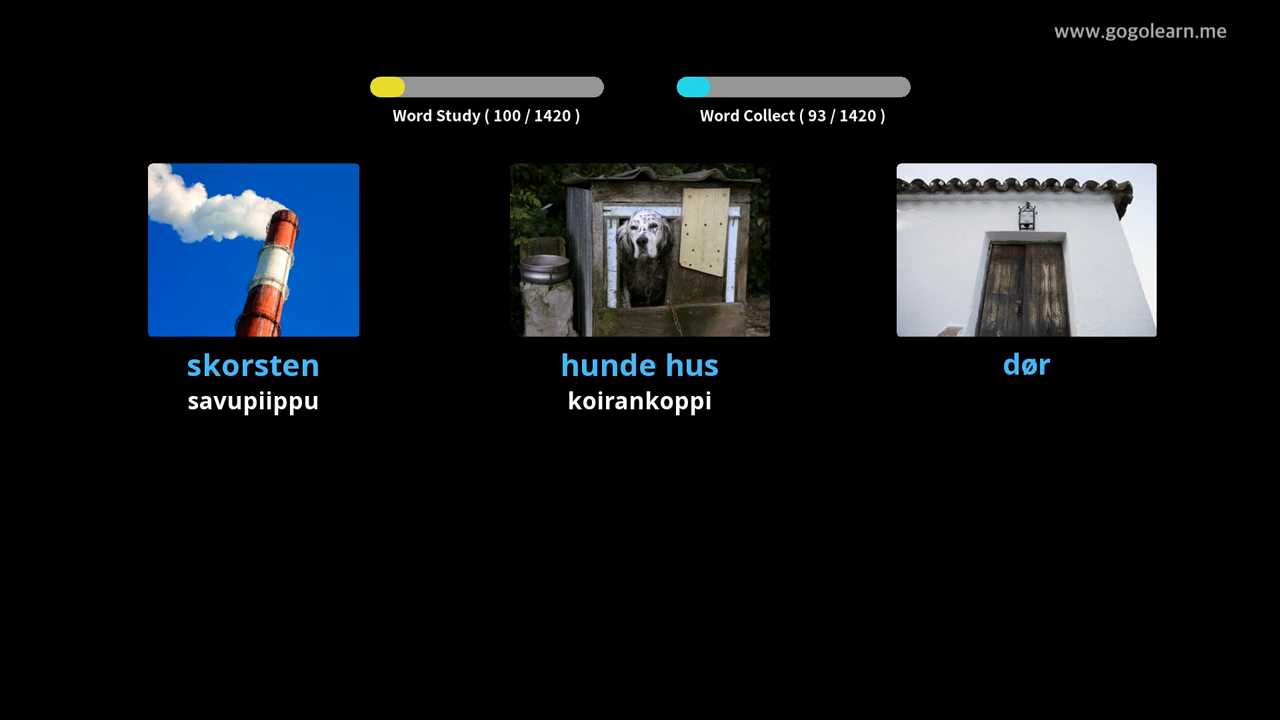 www.gogolearn.me
Word Study ( 100 / 1420 )
Word Collect ( 93 / 1420 )
skorsten
savupiippu
hunde hus
koirankoppi
dør